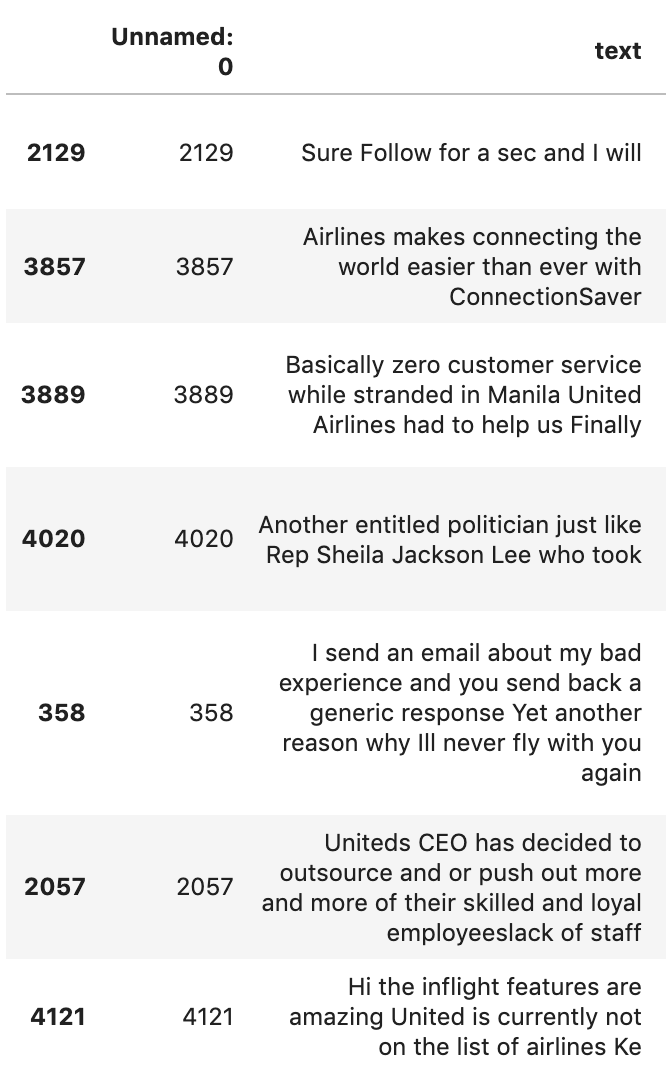 Unnamed: 0 text
2129 2129 Sure Follow for a sec and I will
3857 3857 Airlines makes connecting the
world easier than ever with
ConnectionSaver
3889 3889 Basically zero customer service
while stranded in Manila United
Airlines had to help us Finally
4020 4020 Another entitled politician just like
Rep Sheila Jackson Lee who took
358 358 I send an email about my bad
experience and you send back a
generic response Yet another
reason why Ill never fly with you
again
2057 2057 Uniteds CEO has decided to
outsource and or push out more
and more of their skilled and loyal
employeeslack of staff
4121 4121 Hi the inflight features are
amazing United is currently not
on the list of airlines Ke